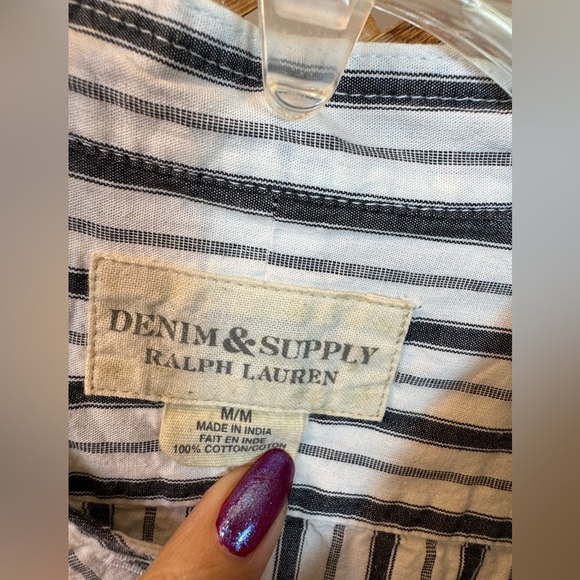 DENIM & SUPPLY
RALPH LAUREN
M/M
MADE IN INDIA
FAIT EN INDE
100% COTTON/COTON